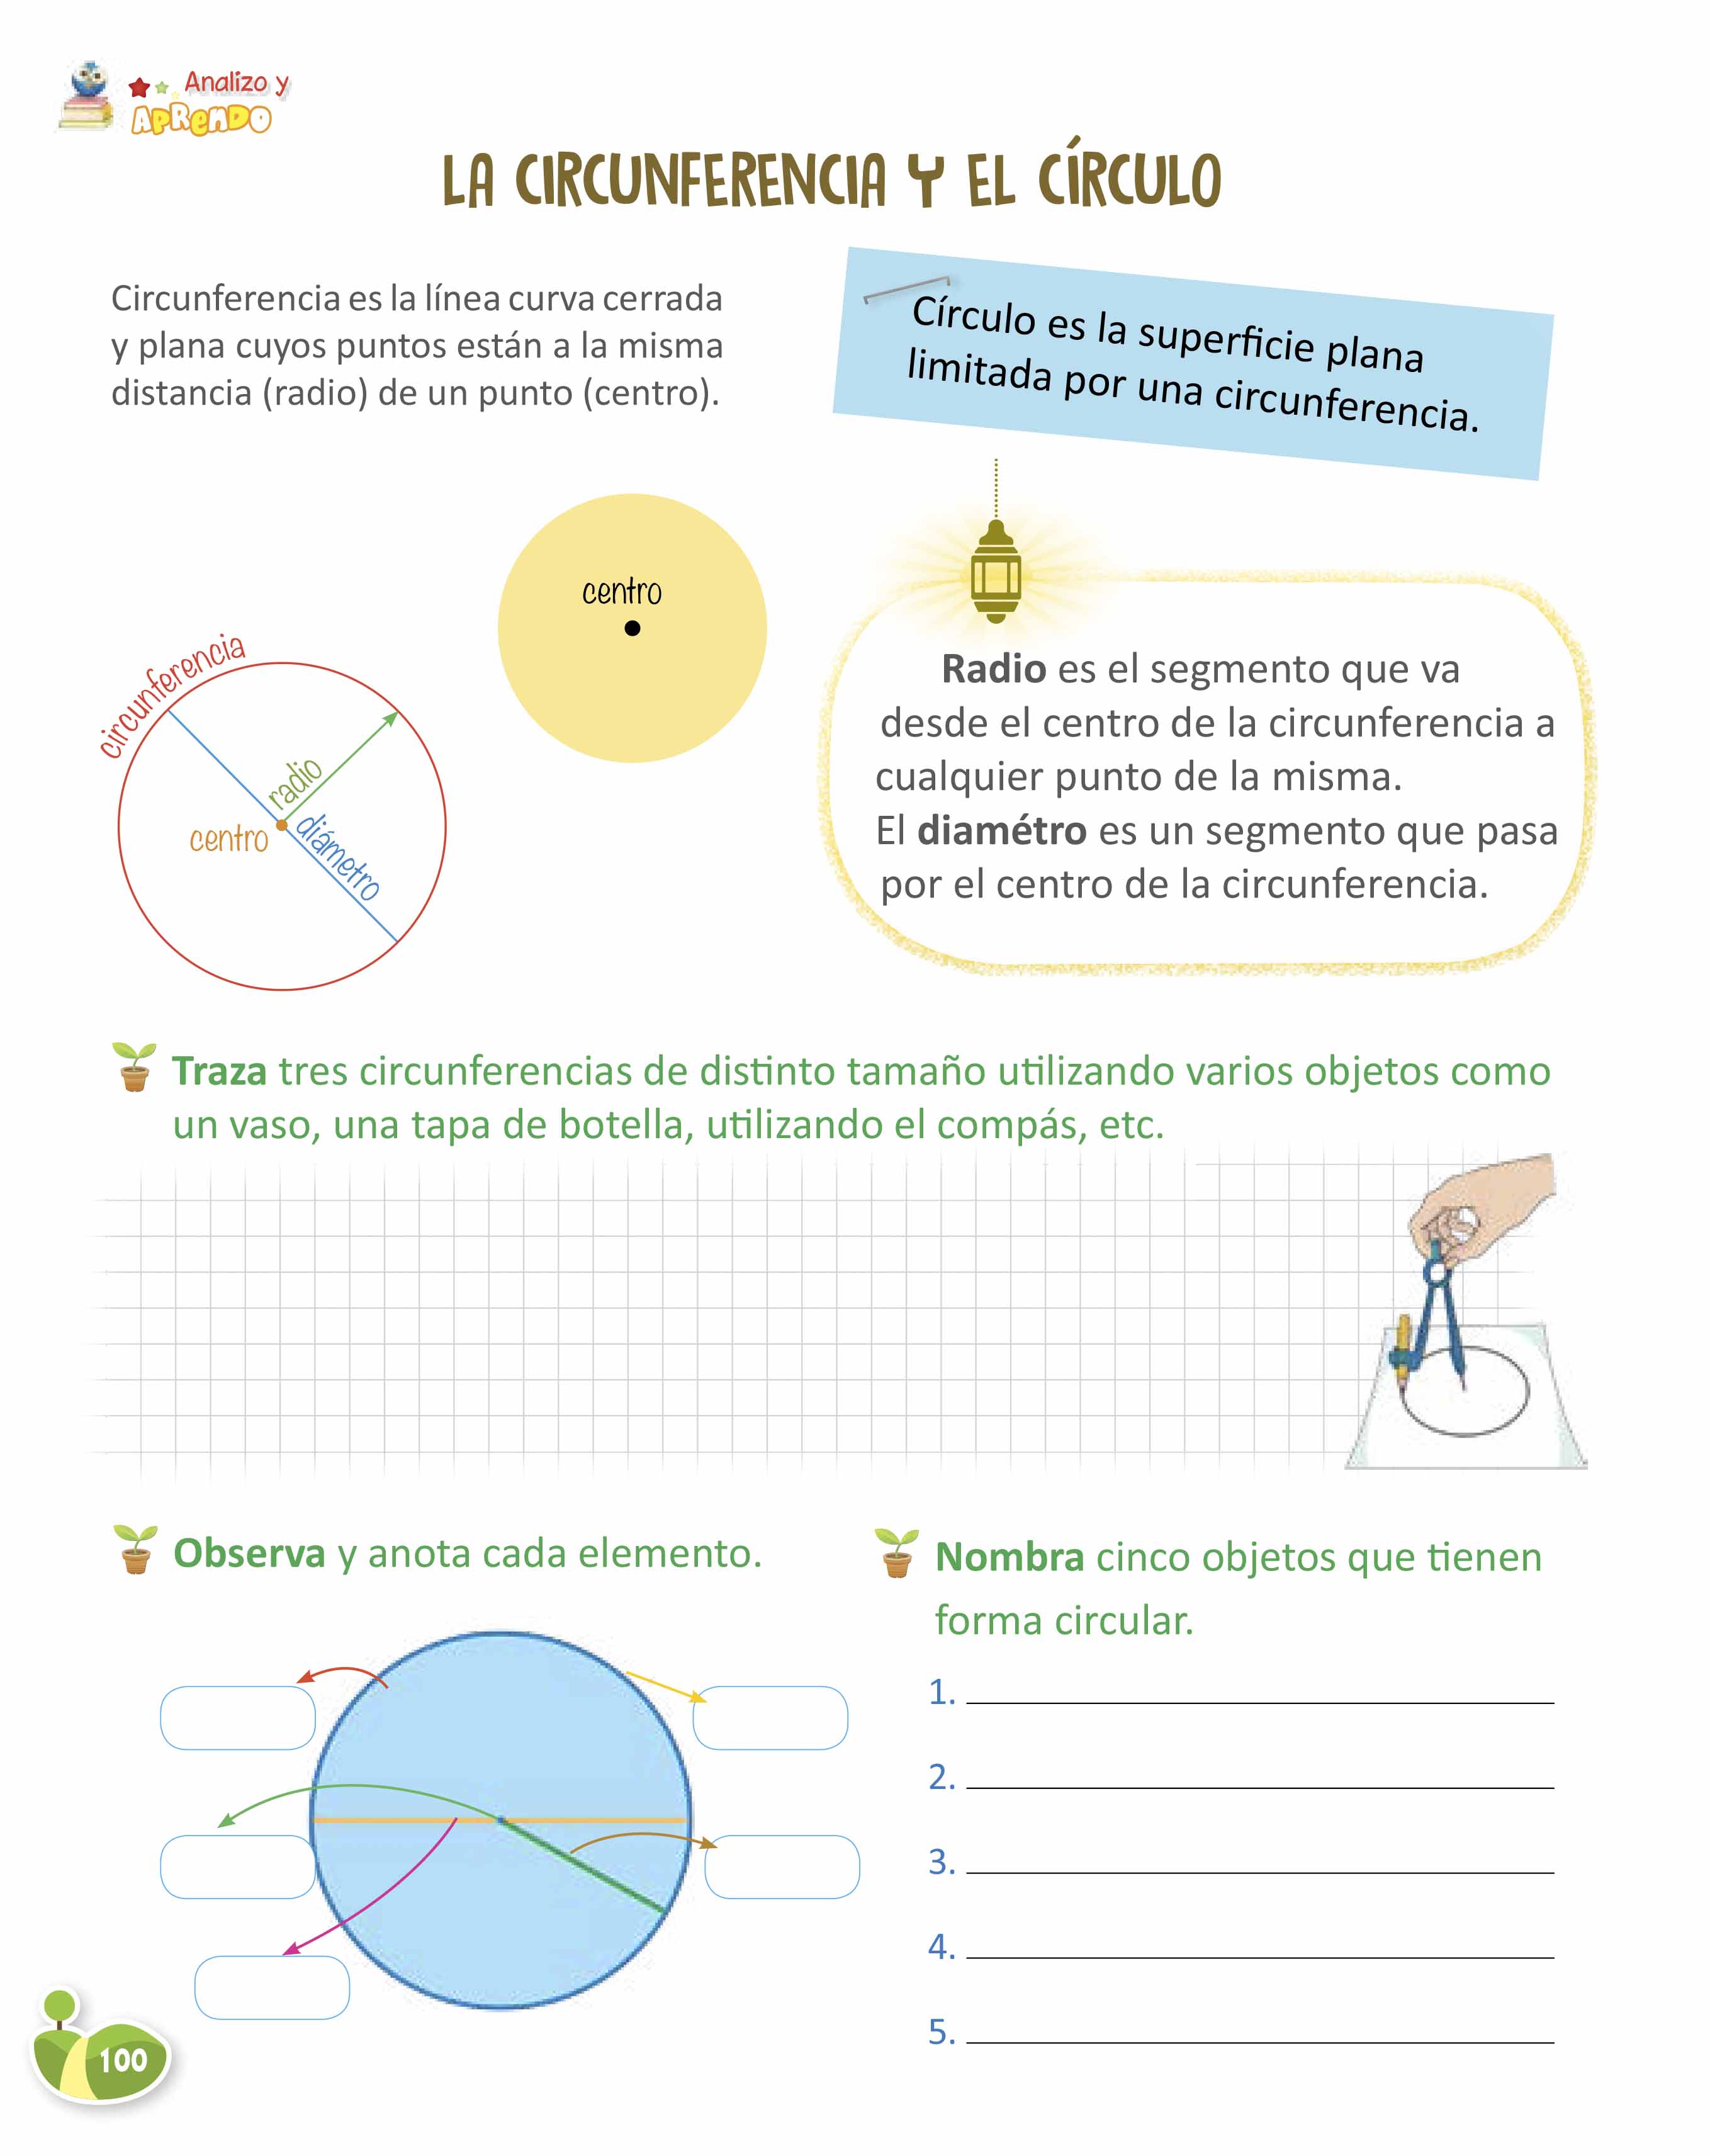 Analizo y
APRenDO
LA CIRCUNFERENCIA Y EL CÍRCULO
Circunferencia es la línea curva cerrada
y plana cuyos puntos están a la misma
distancia (radio) de un punto (centro).
Círculo es la superficie plana
limitada por una circunferencia.
centro
circunferencia
radio
centro
diámetro
Radio es el segmento que va
desde el centro de la circunferencia a
cualquier punto de la misma.
El diamétro es un segmento que pasa
por el centro de la circunferencia.
Traza tres circunferencias de distinto tamaño utilizando varios objetos como
un vaso, una tapa de botella, utilizando el compás, etc.
Observa y anota cada elemento.
Nombra cinco objetos que tienen
forma circular.
1.
2.
3.
4.
5.
100